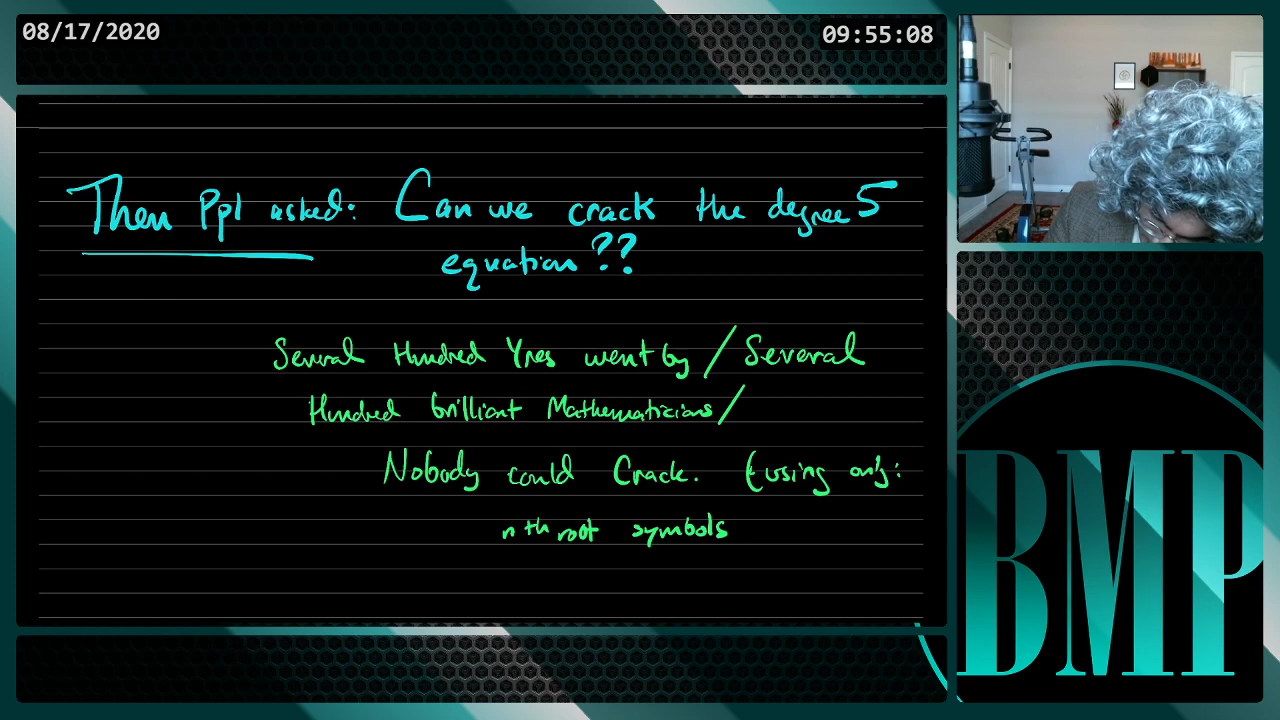 08/17/2020
09:55:08
Then Ppl asked: Can we crack the degree 5
equation??
Several Hundred Yres went by / Several
Hundred brilliant Mathematicians /
Nobody could Crack. (using only:
nth root symbols
BMP